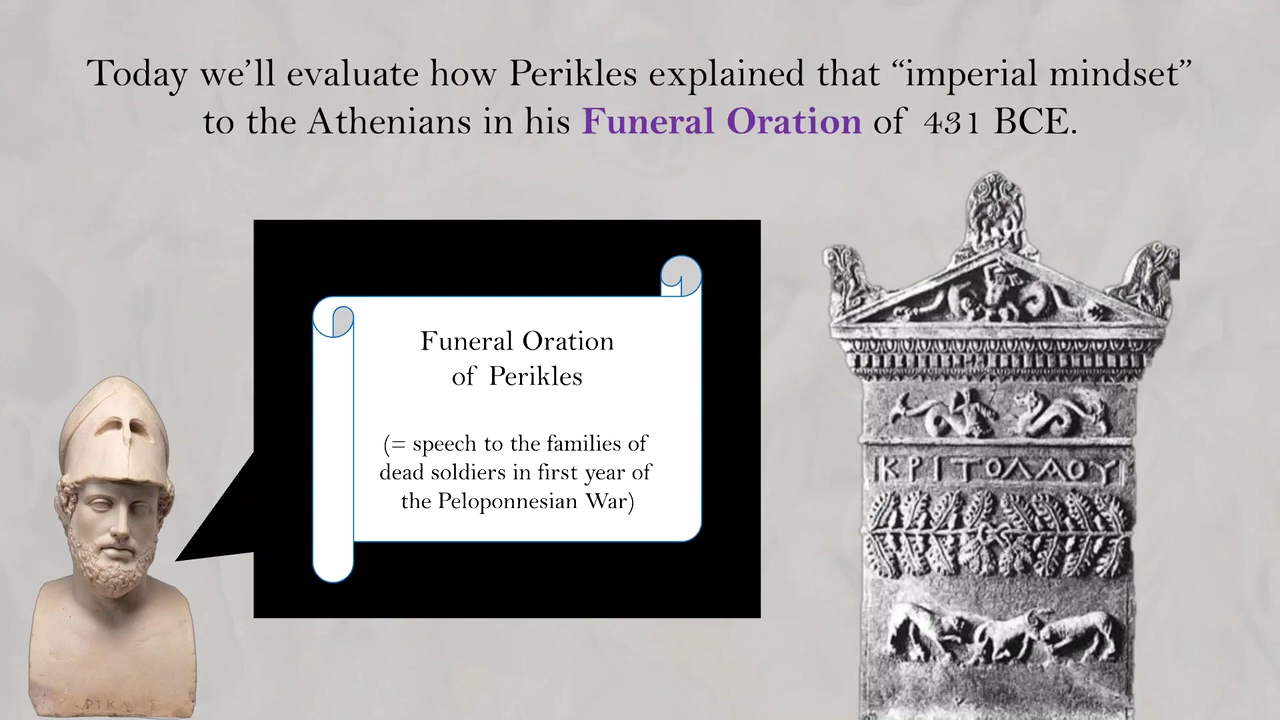 Today we’ll evaluate how Perikles explained that “imperial mindset”
to the Athenians in his Funeral Oration of 431 BCE.
Funeral Oration
of Perikles
(= speech to the families of
dead soldiers in first year of
the Peloponnesian War)
ΚΡΙΤΟΛΑΟΥ